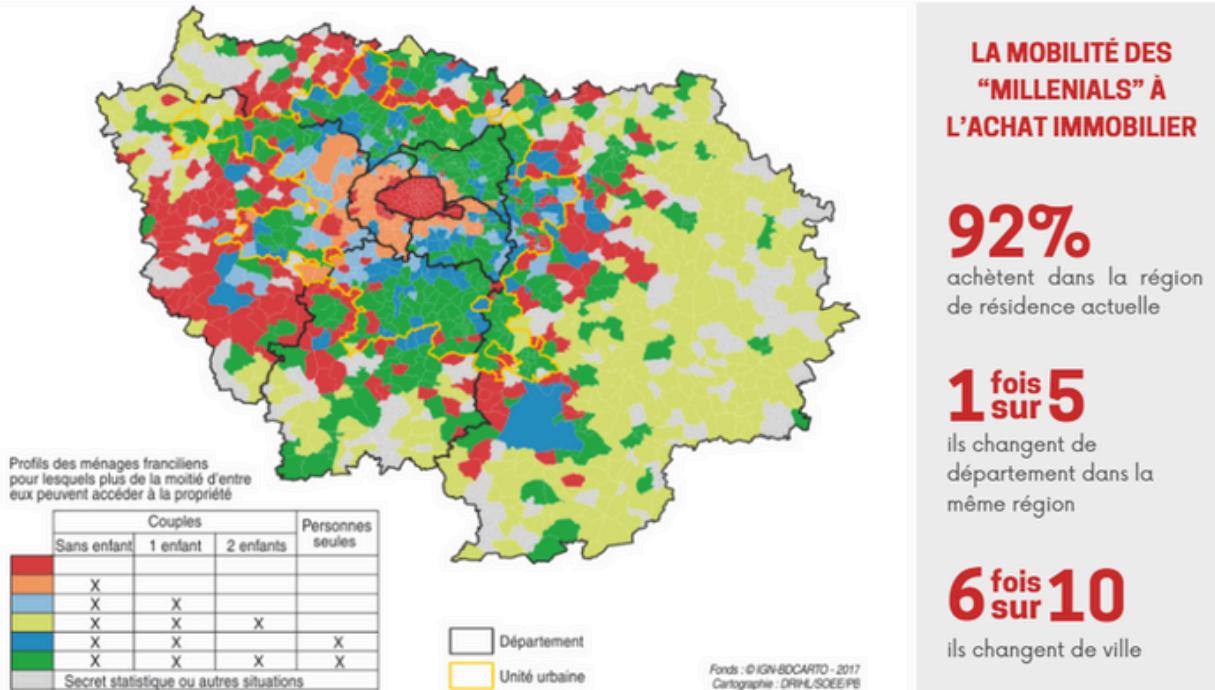 LA MOBILITÉ DES
“MILLENIALS” À
L’ACHAT IMMOBILIER
92%
achètent dans la région
de résidence actuelle
1 fois sur 5
ils changent de
département dans la
même région
6 fois sur 10
ils changent de ville
Profils des ménages franciliens
pour lesquels plus de la moitié d'entre
eux peuvent accéder à la propriété
Couples Personnes seules
Sans enfant 1 enfant 2 enfants
X
X X
X X X
X X X
X X X X
Secret statistique ou autres situations
Département
Unité urbaine
Fonds : © IGN-BDCARTO - 2017
Cartographie : DRIHL/SOEE/PB